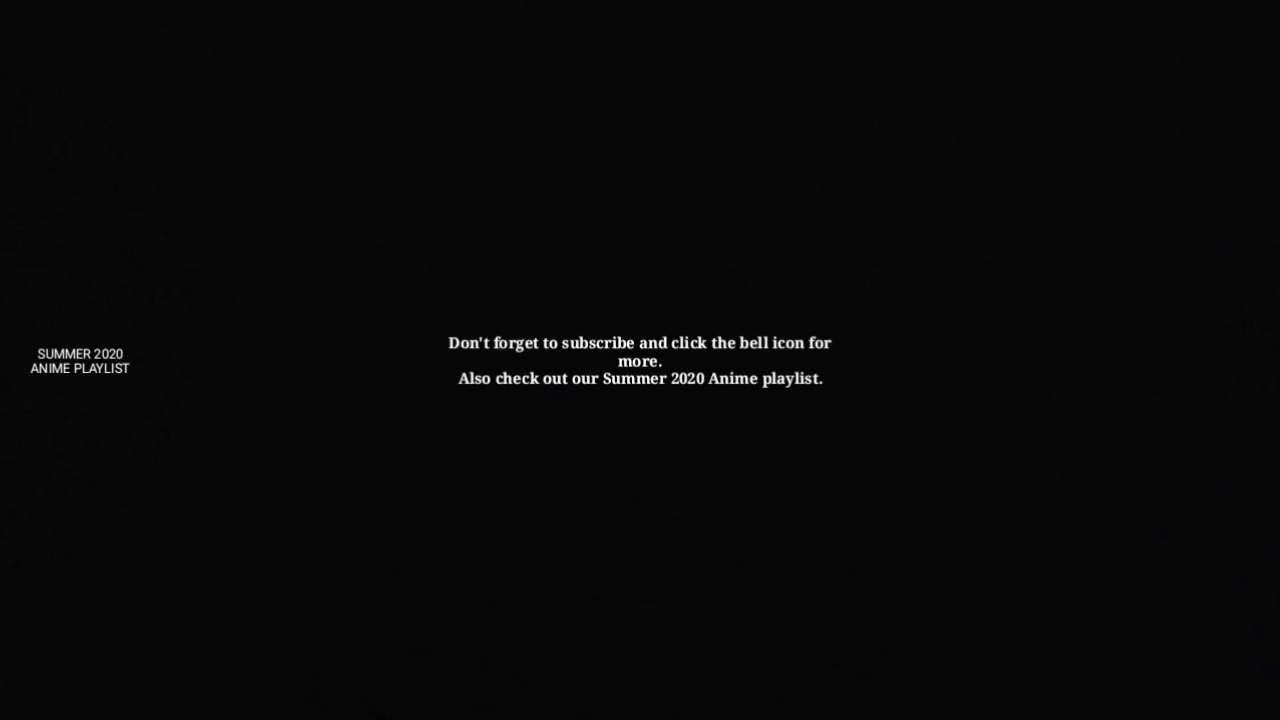 SUMMER 2020
ANIME PLAYLIST
Don't forget to subscribe and click the bell icon for
more.
Also check out our Summer 2020 Anime playlist.